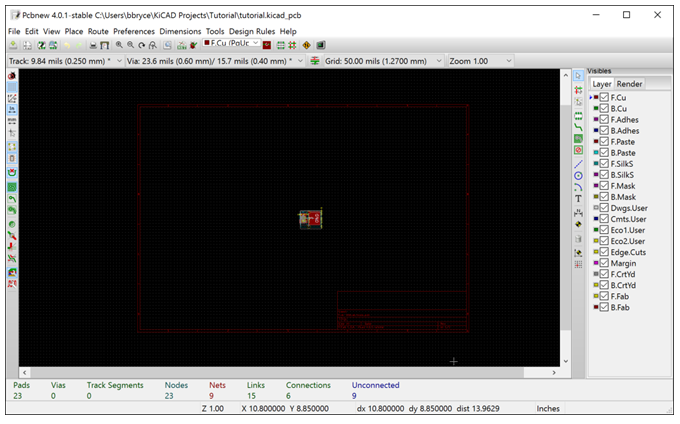 Pcbnew 4.0.1-stable C:\Users\bbryce\KiCAD Projects\Tutorial\tutorial.kicad_pcb
File Edit View Place Route Preferences Dimensions Tools Design Rules Help
F.Cu (PgUp)
Track: 9.84 mils (0.250 mm) * Via: 23.6 mils (0.60 mm)/ 15.7 mils (0.40 mm) * Grid: 50.00 mils (1.2700 mm) Zoom 1.00
Visibles
Layer Render
F.Cu
B.Cu
F.Adhes
B.Adhes
F.Paste
B.Paste
F.SilkS
B.SilkS
F.Mask
B.Mask
Dwgs.User
Cmts.User
Eco1.User
Eco2.User
Edge.Cuts
Margin
F.CrtYd
B.CrtYd
F.Fab
B.Fab
Pads Vias Track Segments Nodes Nets Links Connections Unconnected
23 0 0 23 9 15 6 9
Z 1.00 X 10.800000 Y 8.850000 dx 10.800000 dy 8.850000 dist 13.9629 Inches